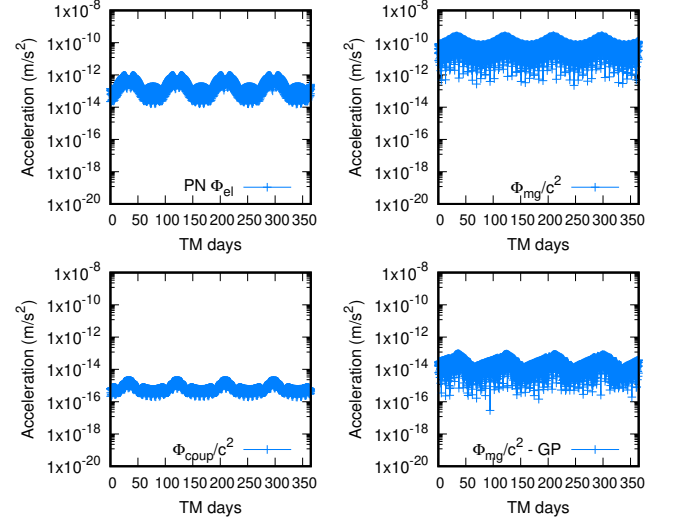 Acceleration (m/s²)
1x10⁻⁸
1x10⁻¹⁰
1x10⁻¹²
1x10⁻¹⁴
1x10⁻¹⁶
1x10⁻¹⁸
1x10⁻²⁰
PN Φel
0 50 100 150 200 250 300 350
TM days
Acceleration (m/s²)
1x10⁻⁸
1x10⁻¹⁰
1x10⁻¹²
1x10⁻¹⁴
1x10⁻¹⁶
1x10⁻¹⁸
1x10⁻²⁰
Φmg/c²
0 50 100 150 200 250 300 350
TM days
Acceleration (m/s²)
1x10⁻⁸
1x10⁻¹⁰
1x10⁻¹²
1x10⁻¹⁴
1x10⁻¹⁶
1x10⁻¹⁸
1x10⁻²⁰
Φcoup/c²
0 50 100 150 200 250 300 350
TM days
Acceleration (m/s²)
1x10⁻⁸
1x10⁻¹⁰
1x10⁻¹²
1x10⁻¹⁴
1x10⁻¹⁶
1x10⁻¹⁸
1x10⁻²⁰
Φmg/c² - GP
0 50 100 150 200 250 300 350
TM days